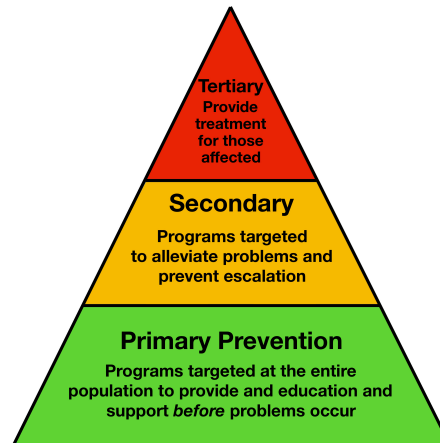 Tertiary
Provide
treatment
for those
affected
Secondary
Programs targeted
to alleviate problems and
prevent escalation
Primary Prevention
Programs targeted at the entire
population to provide and education and
support before problems occur